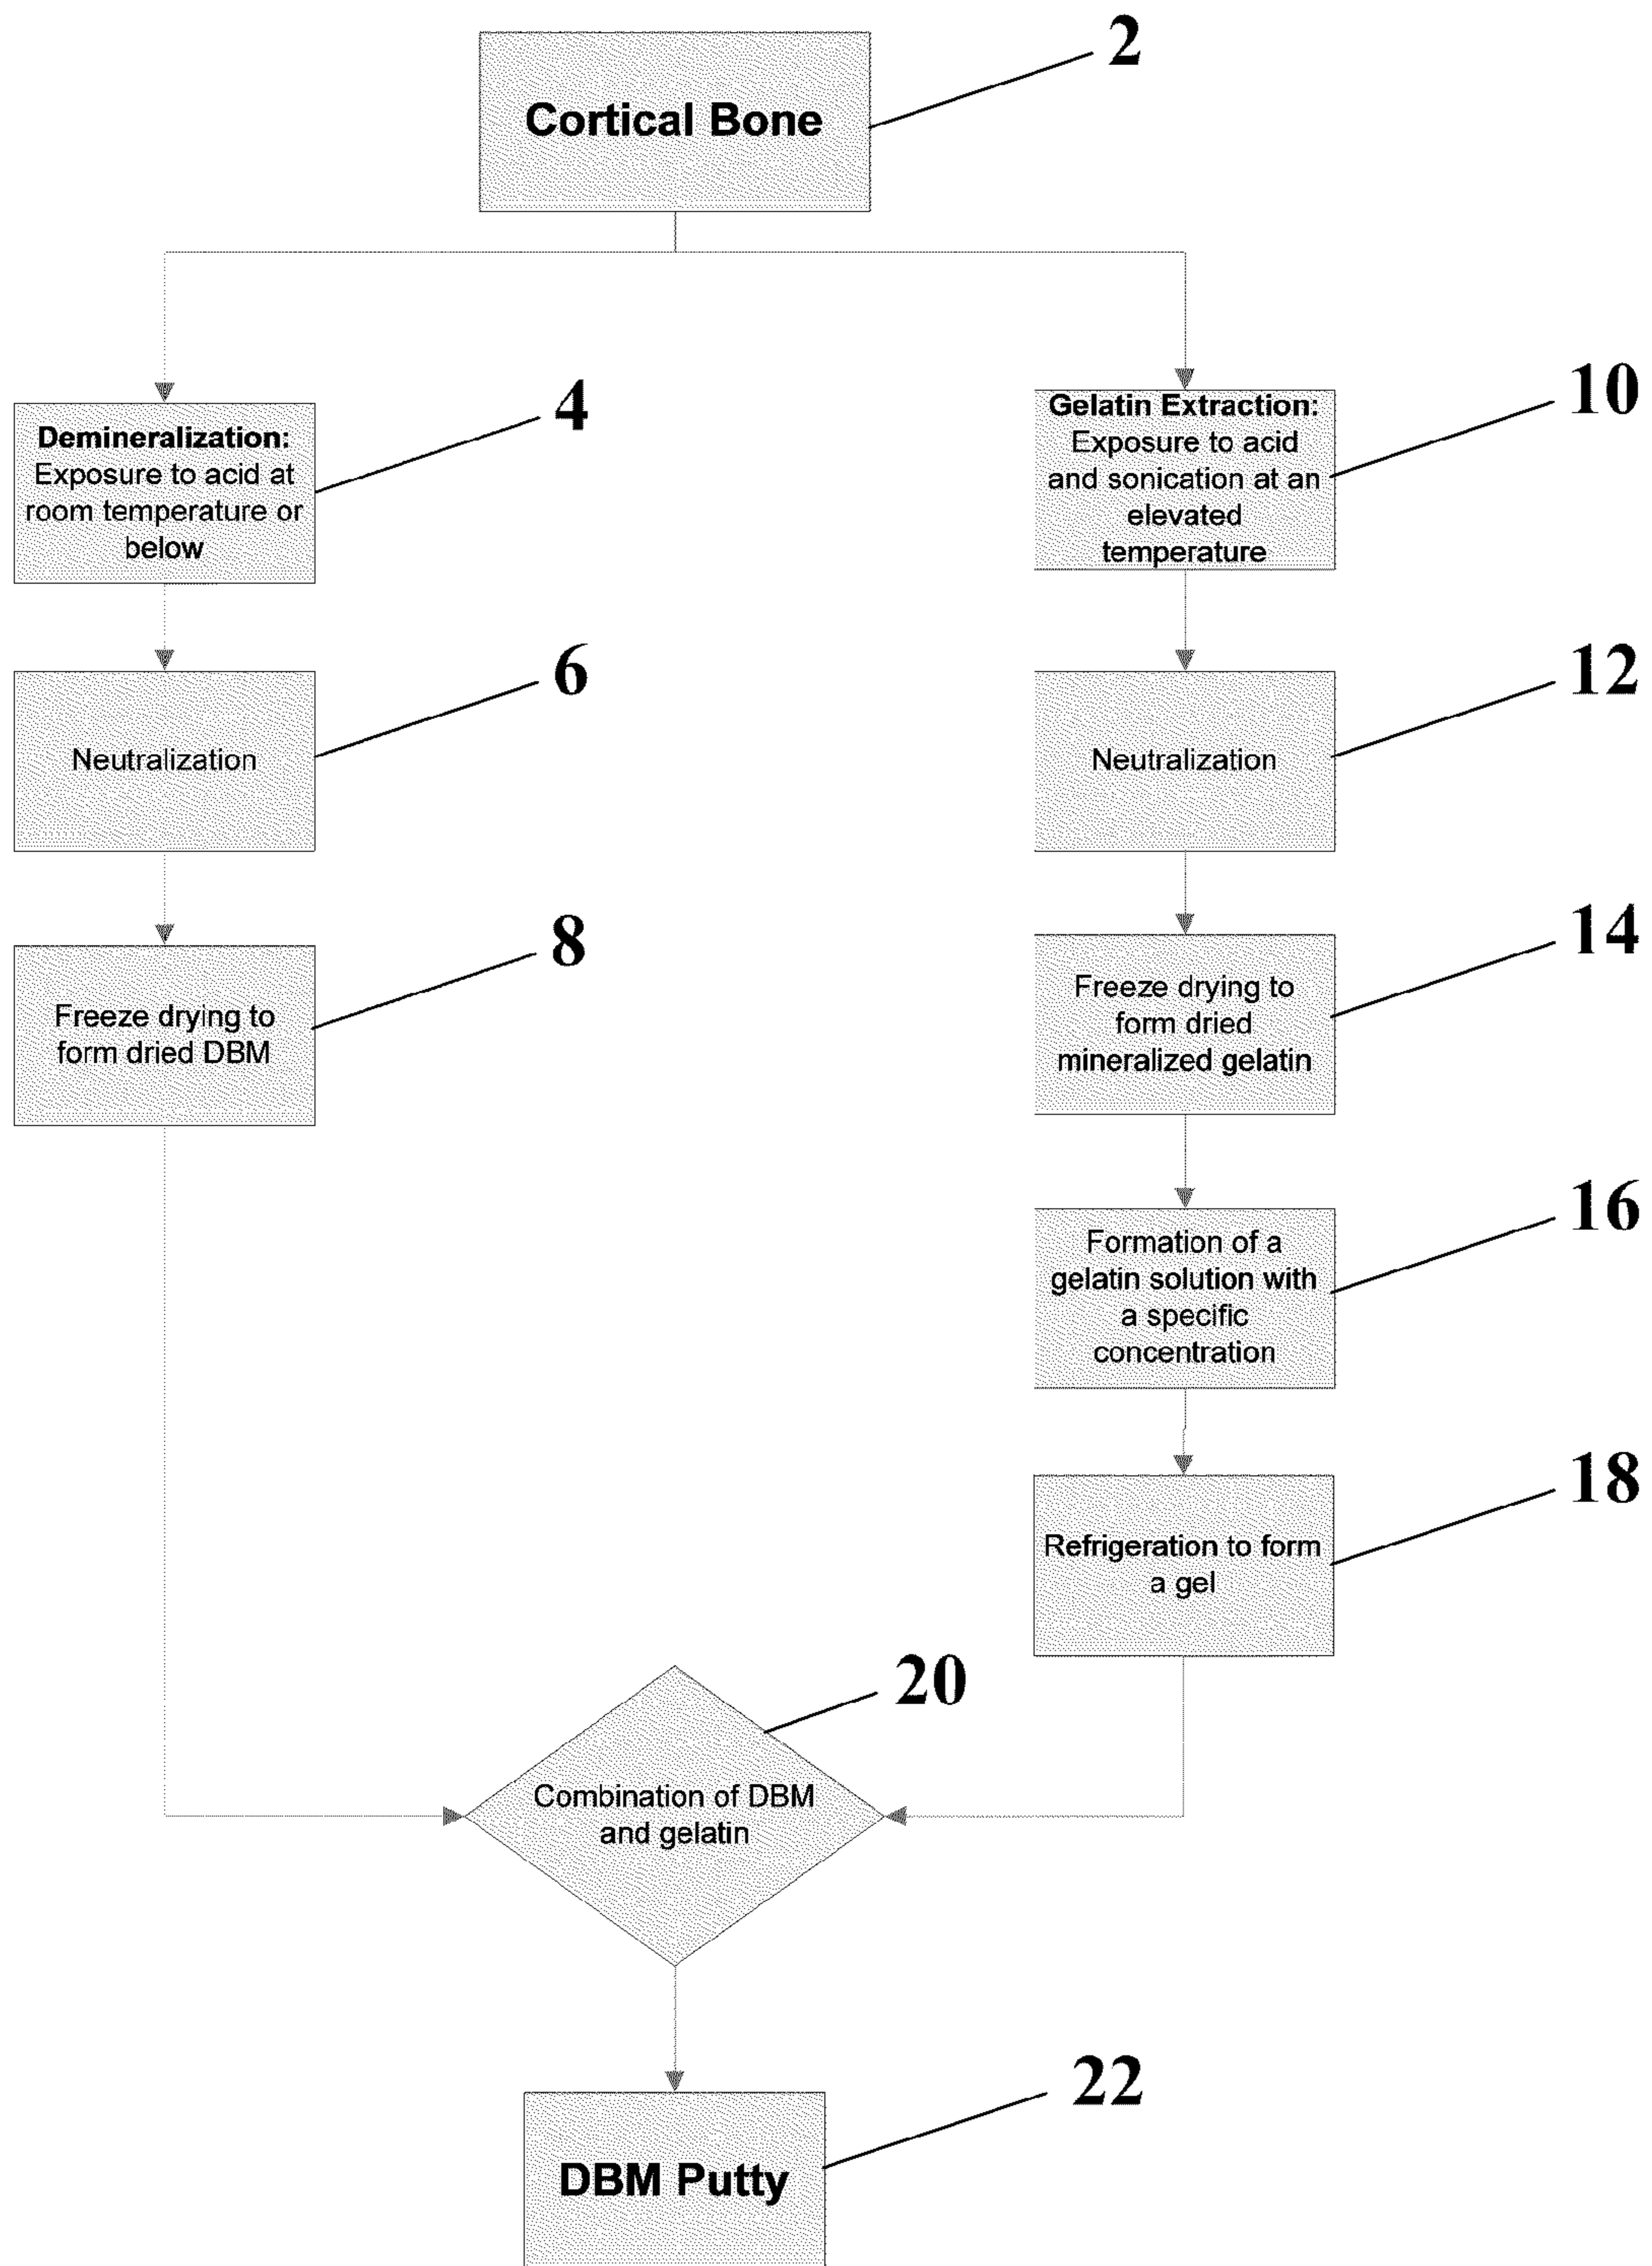 2
Cortical Bone
4
Demineralization:
Exposure to acid at
room temperature or
below
10
Gelatin Extraction:
Exposure to acid
and sonication at an
elevated
temperature
6
Neutralization
12
Neutralization
8
Freeze drying to
form dried DBM
14
Freeze drying to
form dried
mineralized gelatin
16
Formation of a
gelatin solution with
a specific
concentration
18
Refrigeration to form
a gel
20
Combination of DBM
and gelatin
22
DBM Putty